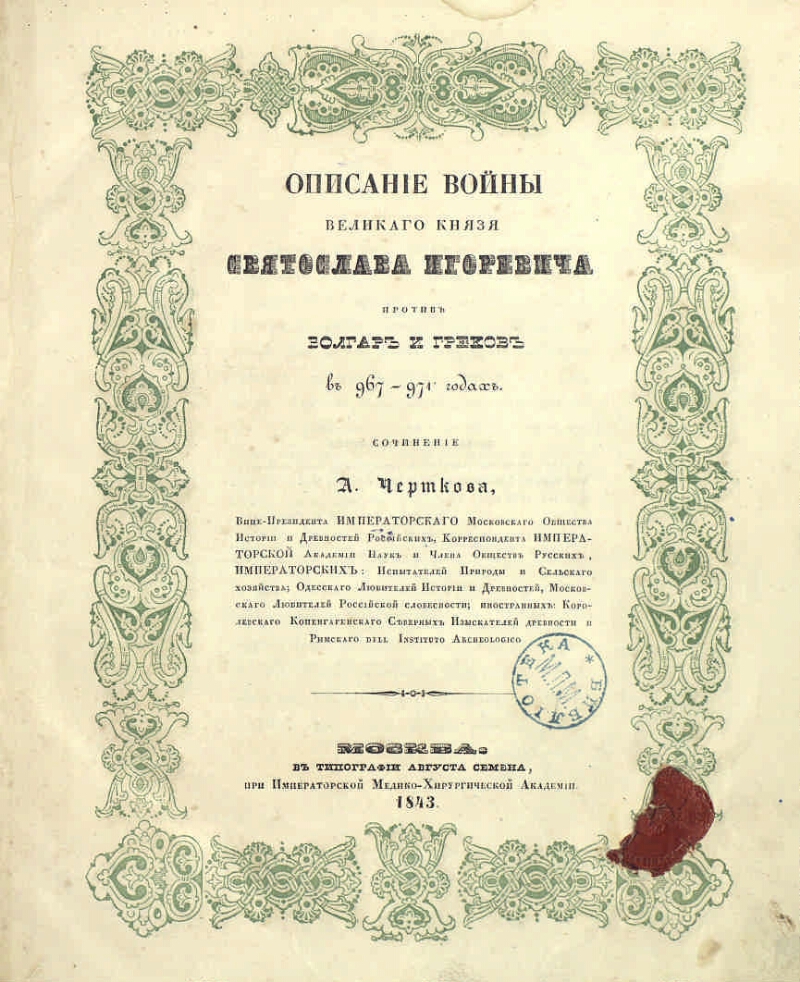 ОПИСАНІЕ ВОЙНЫ
ВЕЛИКАГО КНЯЗЯ
СВЯТОСЛАВА ИГОРЕВИЧА
ПРОТИВЪ
БОЛГАРЪ И ГРЕКОВЪ
въ 967 – 971 годахъ.
СОЧИНЕНІЕ
А. Черткова,
Вице-Президента ИМПЕРАТОРСКАГО Московскаго Общества
Исторіи и Древностей Россійскихъ, Корреспондента ИМПЕРА-
ТОРСКОЙ Академіи Наукъ и Члена Обществъ Русскихъ,
ИМПЕРАТОРСКИХЪ: Испытателей Природы и Сельскаго
хозяйства; Одесскаго Любителей Исторіи и Древностей, Москов-
скаго Любителей Россійской словесности; иностранныхъ: Коро-
левскаго Копенгагенскаго Сѣверныхъ Изыскателей древности и
Римскаго dell Instituto Archeologico
БИБЛІОТЕКА *
М.П.М.
МОСКВА.
ВЪ ТИПОГРАФІИ АВГУСТА СЕМЕНА,
при Императорской Медико-Хирургической Академіи.
1843.